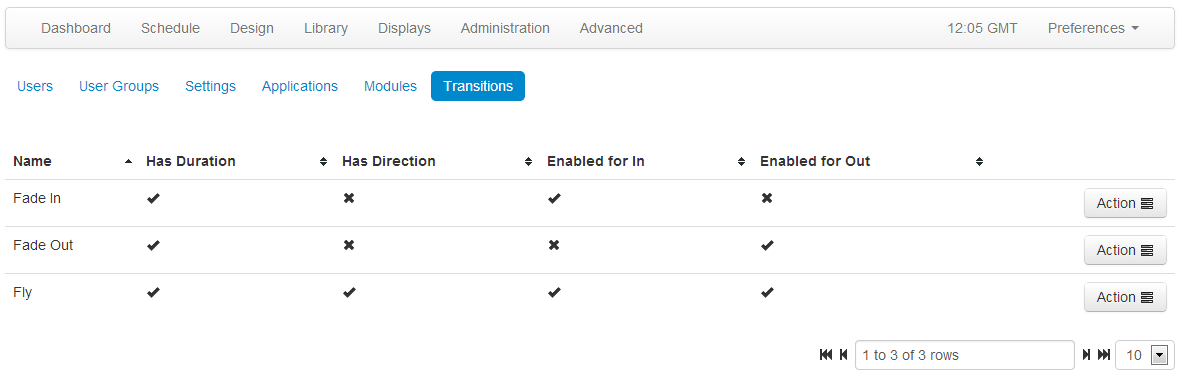 Dashboard Schedule Design Library Displays Administration Advanced 12:05 GMT Preferences
Users User Groups Settings Applications Modules Transitions
Name Has Duration Has Direction Enabled for In Enabled for Out
Fade In Action
Fade Out Action
Fly Action
1 to 3 of 3 rows 10